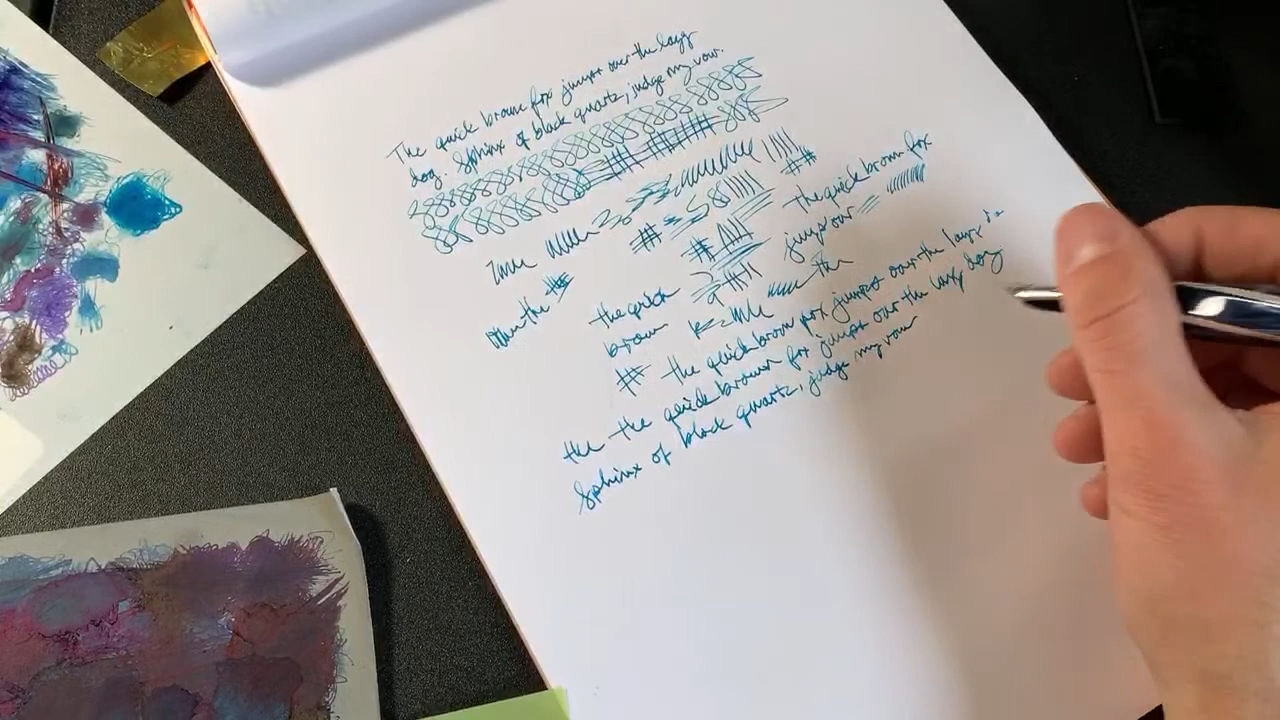 The quick brown fox jumps over the lazy
dog. Sphinx of black quartz, judge my vow.
the quick brown fox
jumps over
the quick
the
brown
the quick brown fox jumps over the lazy
the the quick brown fox jumps over the lazy dog
Sphinx of black quartz, judge my vow